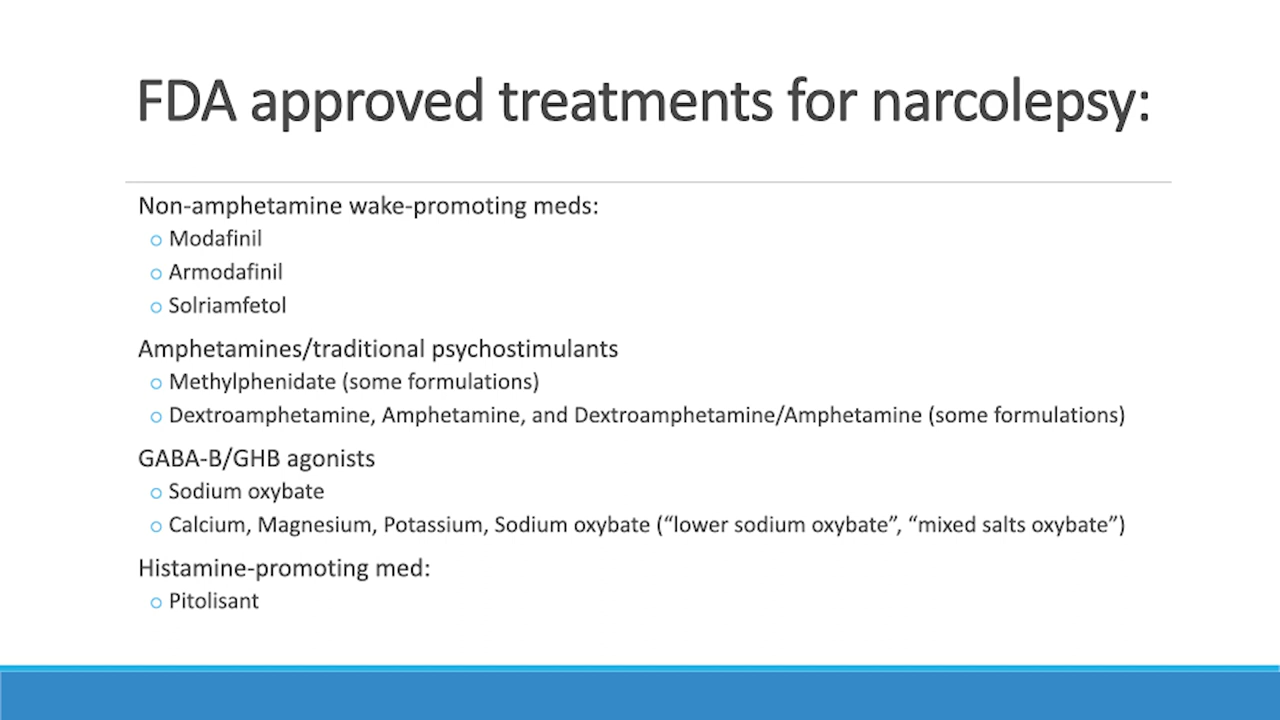 FDA approved treatments for narcolepsy:
Non-amphetamine wake-promoting meds:
Modafinil
Armodafinil
Solriamfetol
Amphetamines/traditional psychostimulants
Methylphenidate (some formulations)
Dextroamphetamine, Amphetamine, and Dextroamphetamine/Amphetamine (some formulations)
GABA-B/GHB agonists
Sodium oxybate
Calcium, Magnesium, Potassium, Sodium oxybate (“lower sodium oxybate”, “mixed salts oxybate”)
Histamine-promoting med:
Pitolisant